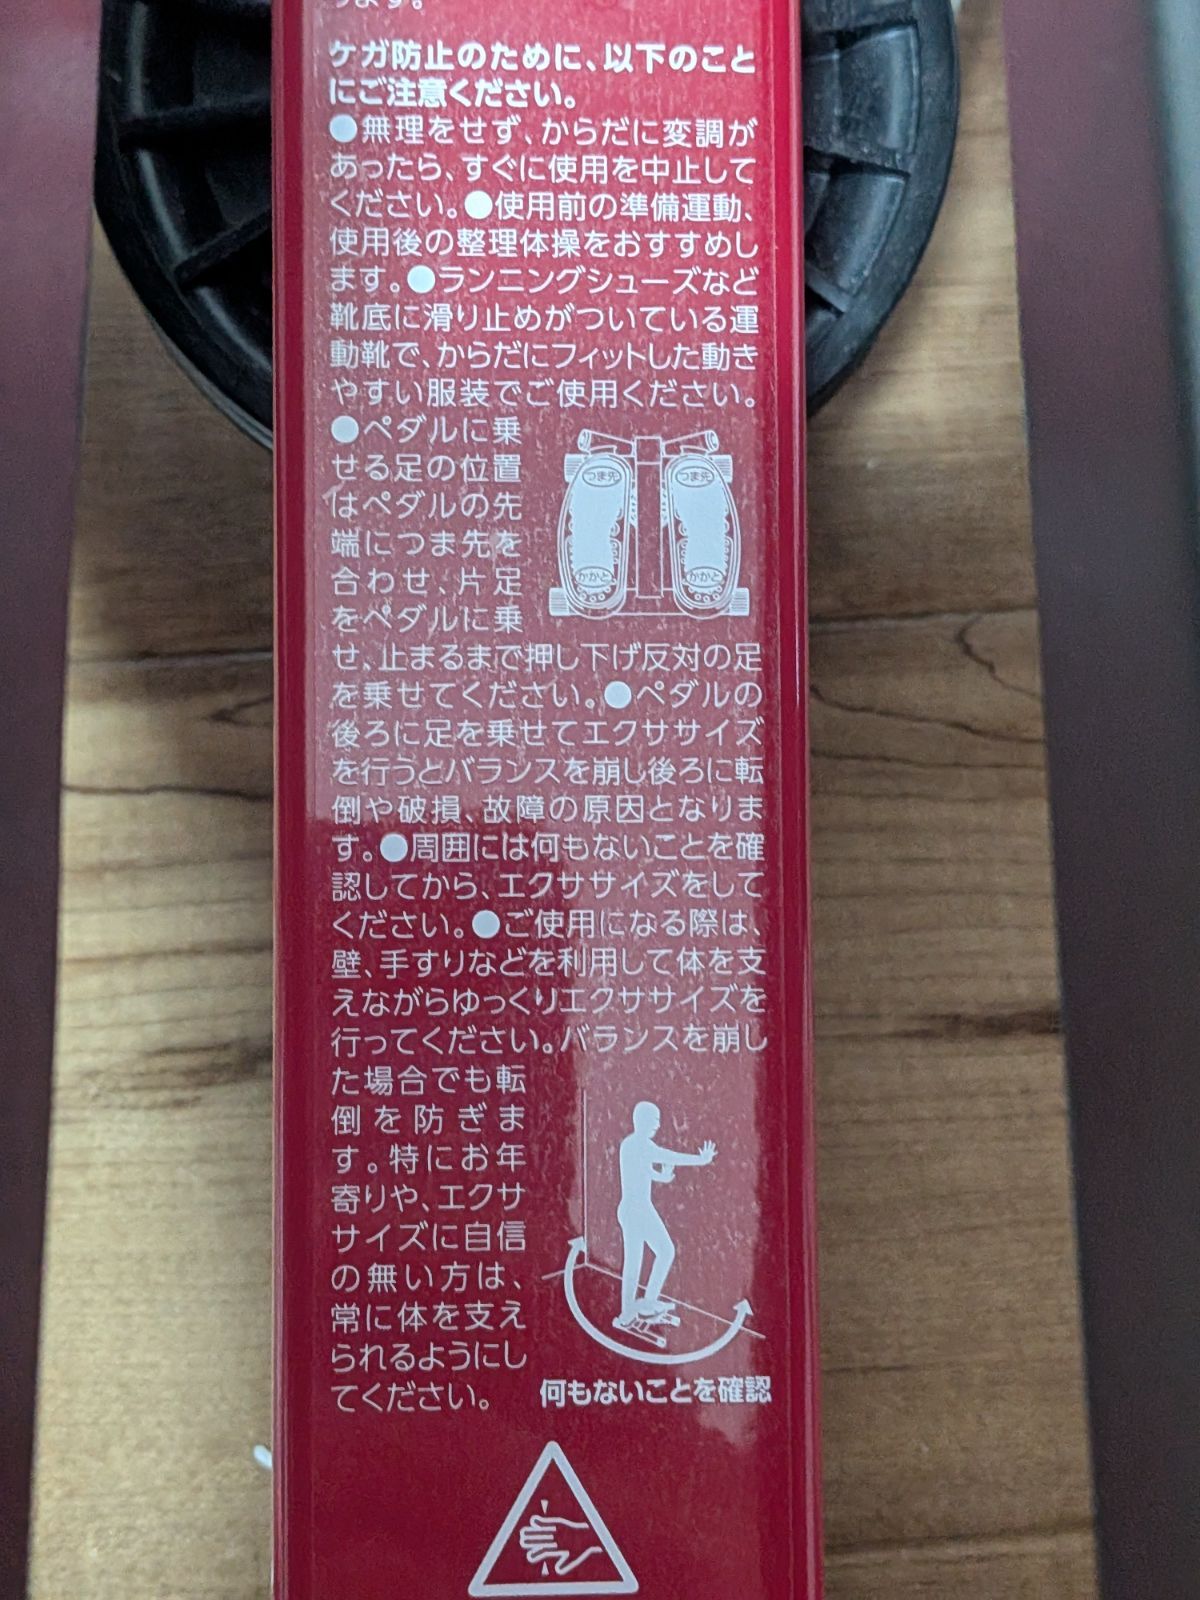 ります。
ケガ防止のために、以下のこと
にご注意ください。
●無理をせず、からだに変調が
あったら、すぐに使用を中止して
ください。●使用前の準備運動、
使用後の整理体操をおすすめし
ます。●ランニングシューズなど
靴底に滑り止めがついている運
動靴で、からだにフィットした動き
やすい服装でご使用ください。
●ペダルに乗
せる足の位置
はペダルの先
端につま先を
合わせ、片足
をペダルに乗
つま先 つま先
かかと かかと
せ、止まるまで押し下げ反対の足
を乗せてください。●ペダルの
後ろに足を乗せてエクササイズ
を行うとバランスを崩し後ろに転
倒や破損、故障の原因となりま
す。●周囲には何もないことを確
認してから、エクササイズをして
ください。●ご使用になる際は、
壁、手すりなどを利用して体を支
えながらゆっくりエクササイズを
行ってください。バランスを崩し
た場合でも転
倒を防ぎま
す。特にお年
寄りや、エクサ
サイズに自信
の無い方は、
常に体を支え
られるようにし
てください。
何もないことを確認